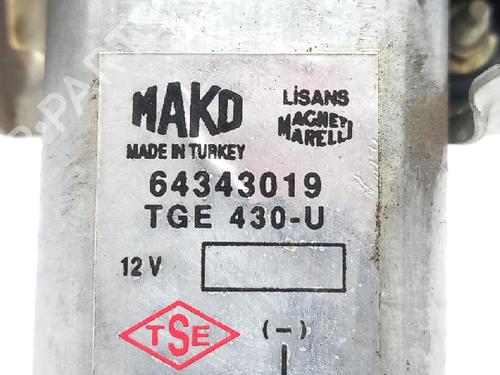 MAKO
MADE IN TURKEY
LİSANS
MAGNETI
MARELLI
64343019
TGE 430-U
12 V
TSE
(-)